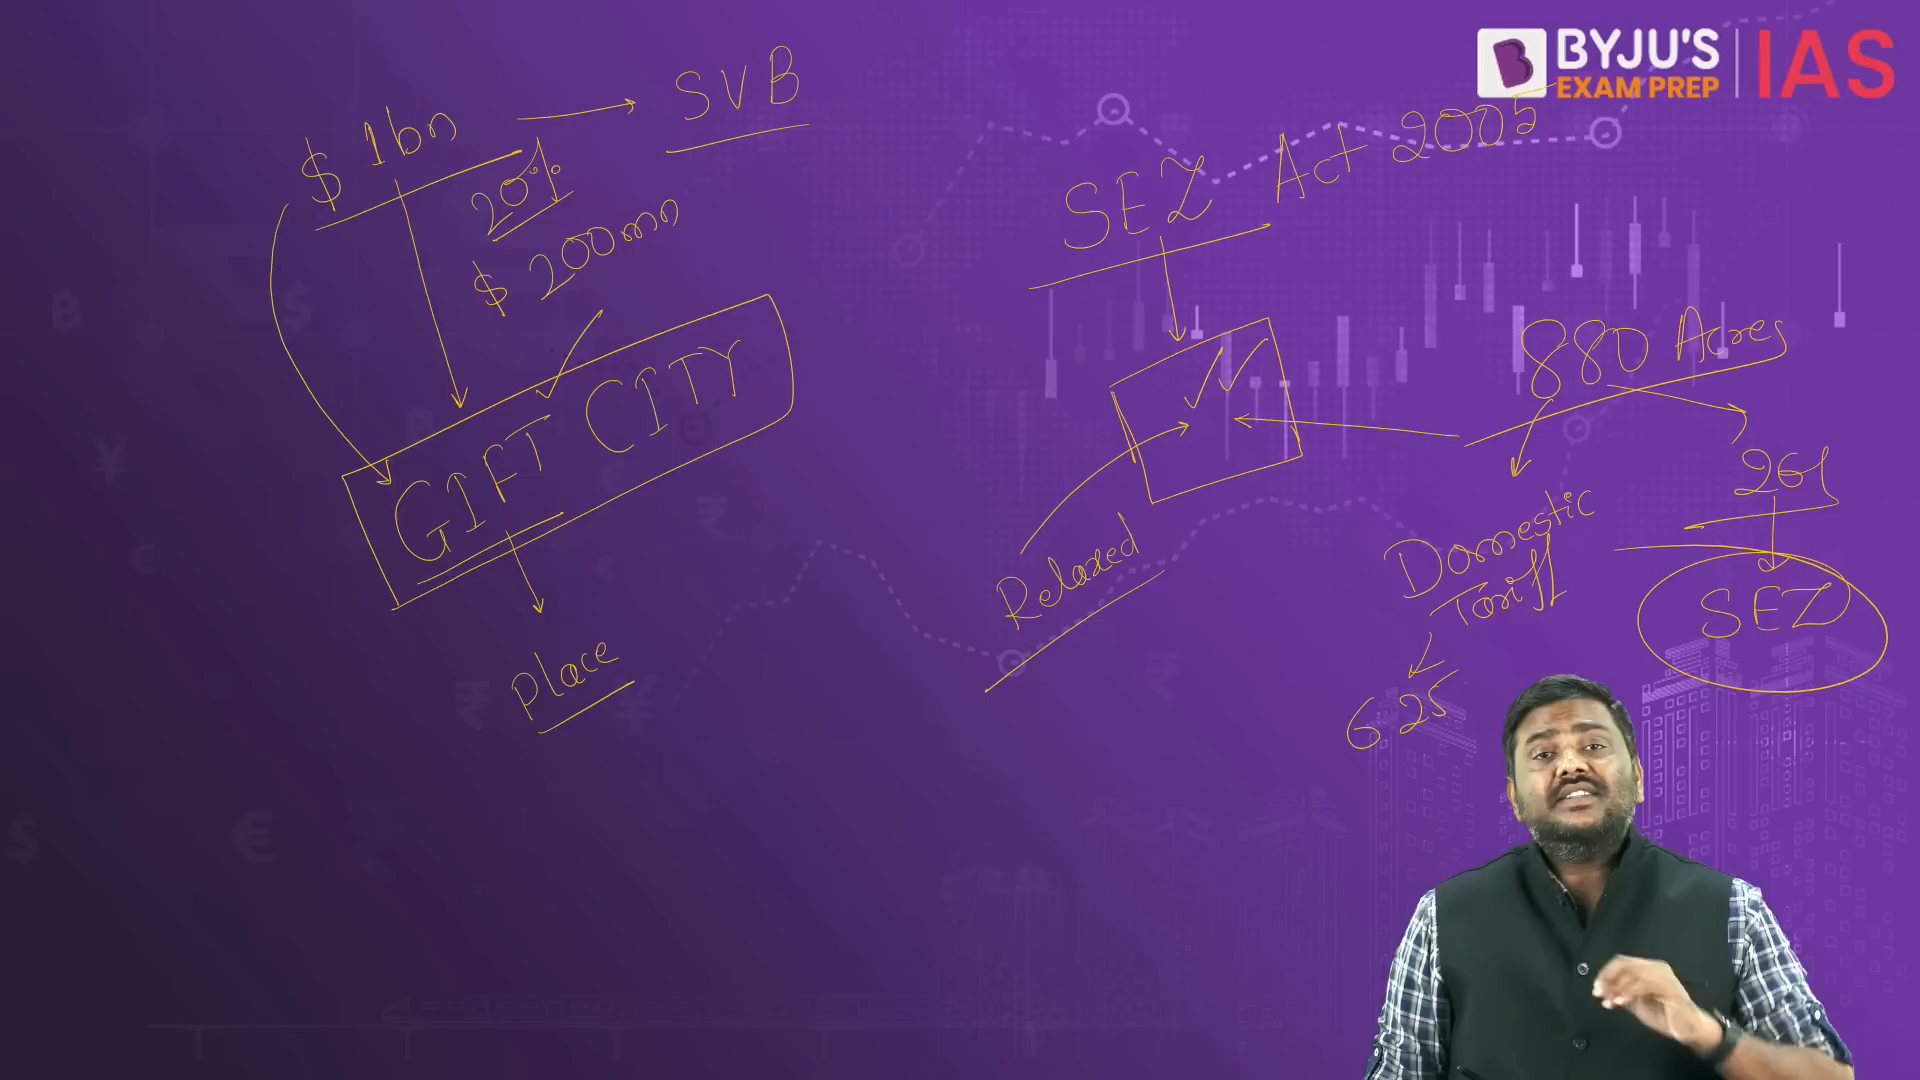 BYJU'S
EXAM PREP
IAS
$ 1bn
SVB
20%
$ 200mn
GIFT CITY
Place
SEZ Act 2005
880 Acres
Relaxed
Domestic
Tariff
625
261
SEZ